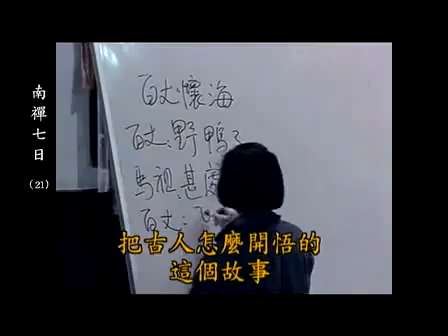 南禪七日
(21)
百丈懷海
百丈:野鴨子
馬祖:甚麼
百丈:飛
把古人怎麼開悟的
這個故事